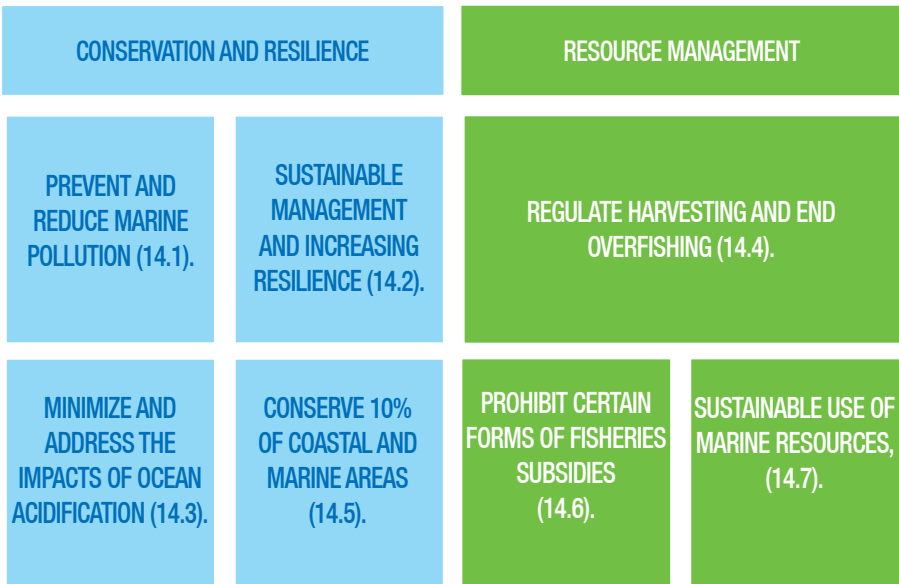 CONSERVATION AND RESILIENCE
RESOURCE MANAGEMENT
PREVENT AND
REDUCE MARINE
POLLUTION (14.1).
SUSTAINABLE
MANAGEMENT
AND INCREASING
RESILIENCE (14.2).
REGULATE HARVESTING AND END
OVERFISHING (14.4).
MINIMIZE AND
ADDRESS THE
IMPACTS OF OCEAN
ACIDIFICATION (14.3).
CONSERVE 10%
OF COASTAL AND
MARINE AREAS
(14.5).
PROHIBIT CERTAIN
FORMS OF FISHERIES
SUBSIDIES
(14.6).
SUSTAINABLE USE OF
MARINE RESOURCES,
(14.7).